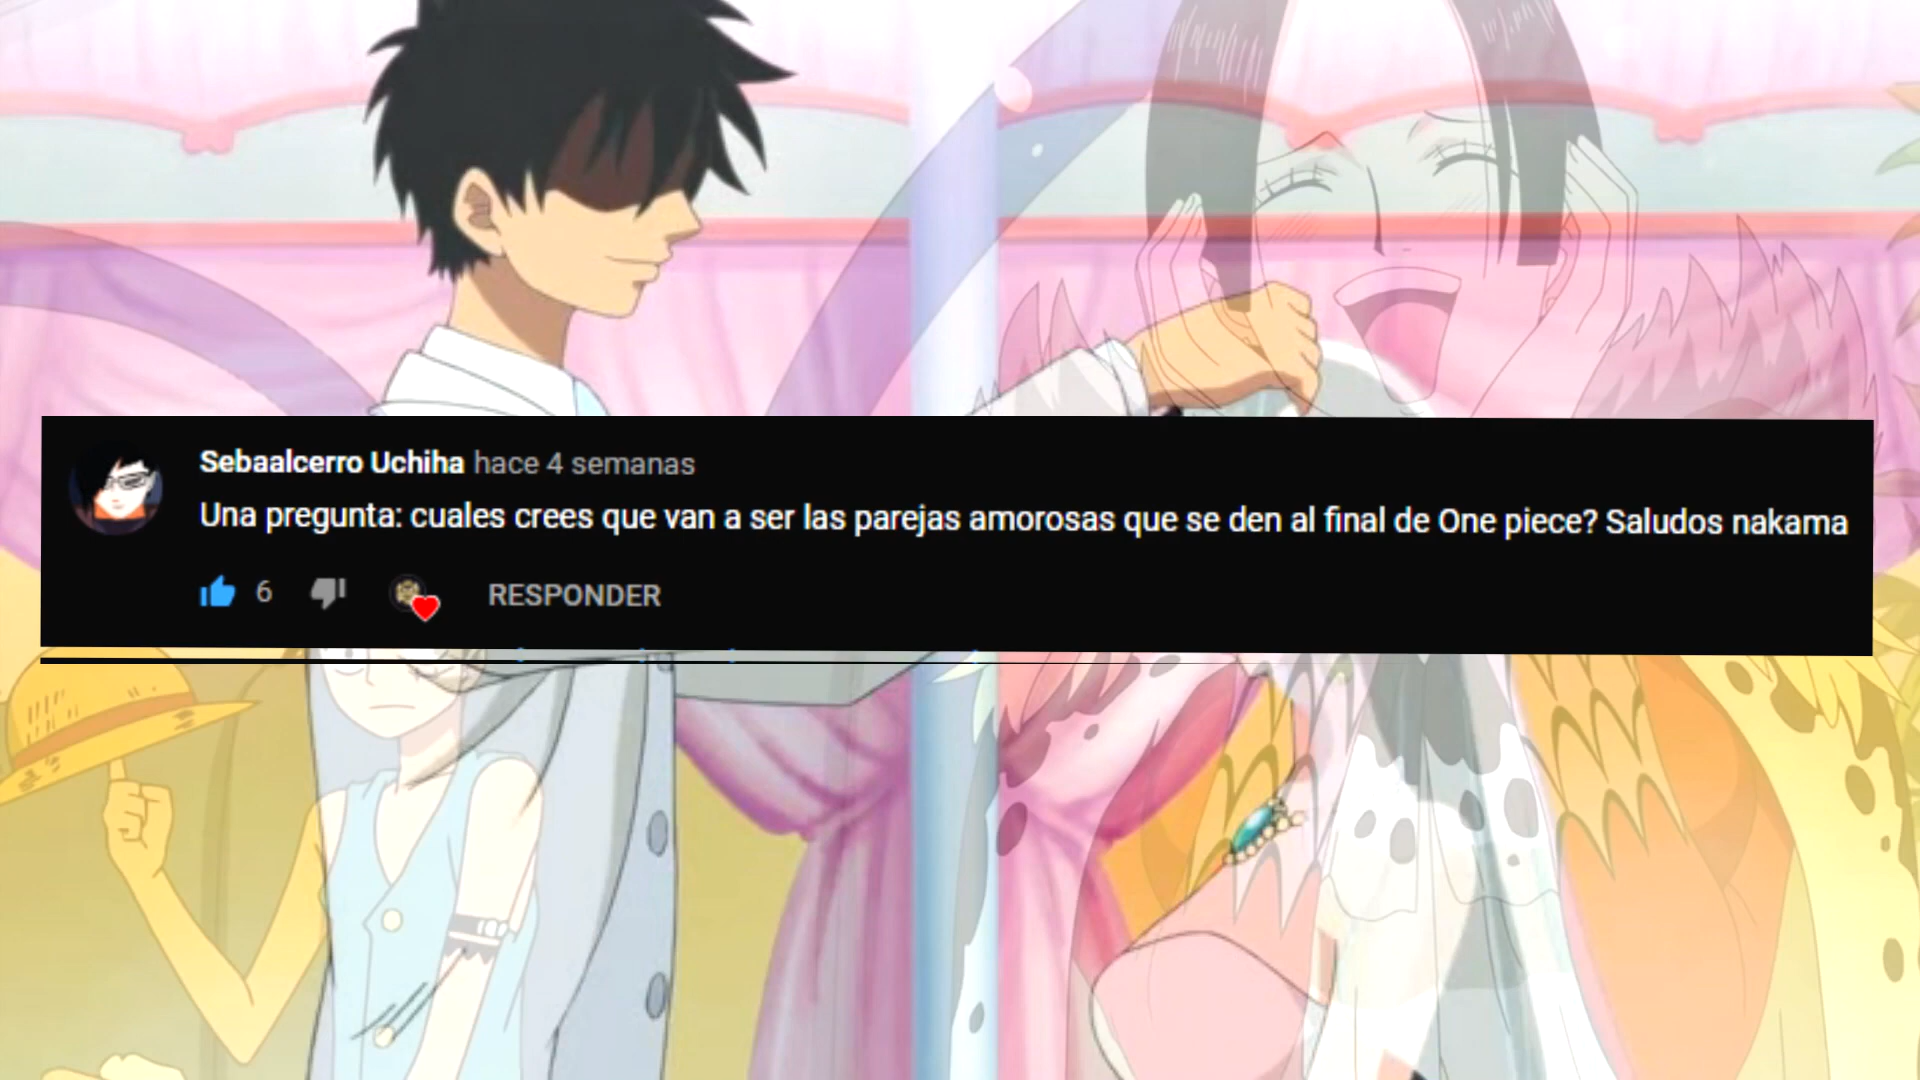 Sebaalcerro Uchiha hace 4 semanas
Una pregunta: cuales crees que van a ser las parejas amorosas que se den al final de One piece? Saludos nakama
6 RESPONDER